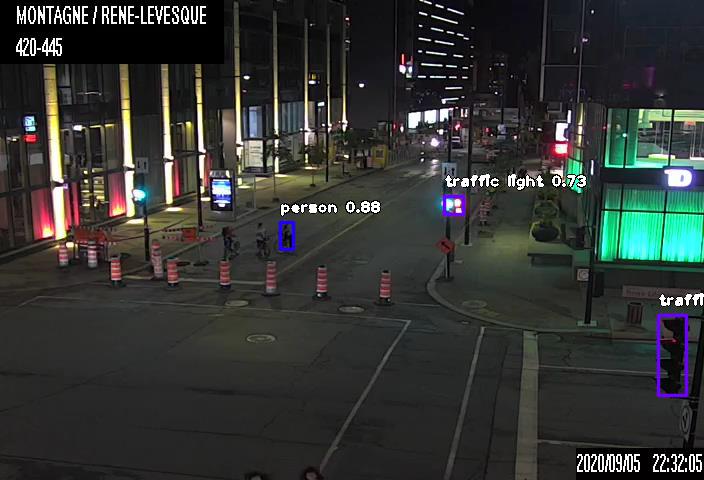 MONTAGNE / RENE-LEVESQUE
420-445
traffic light 0.73
person 0.88
TD
traffi
2020/09/05 22:32:05